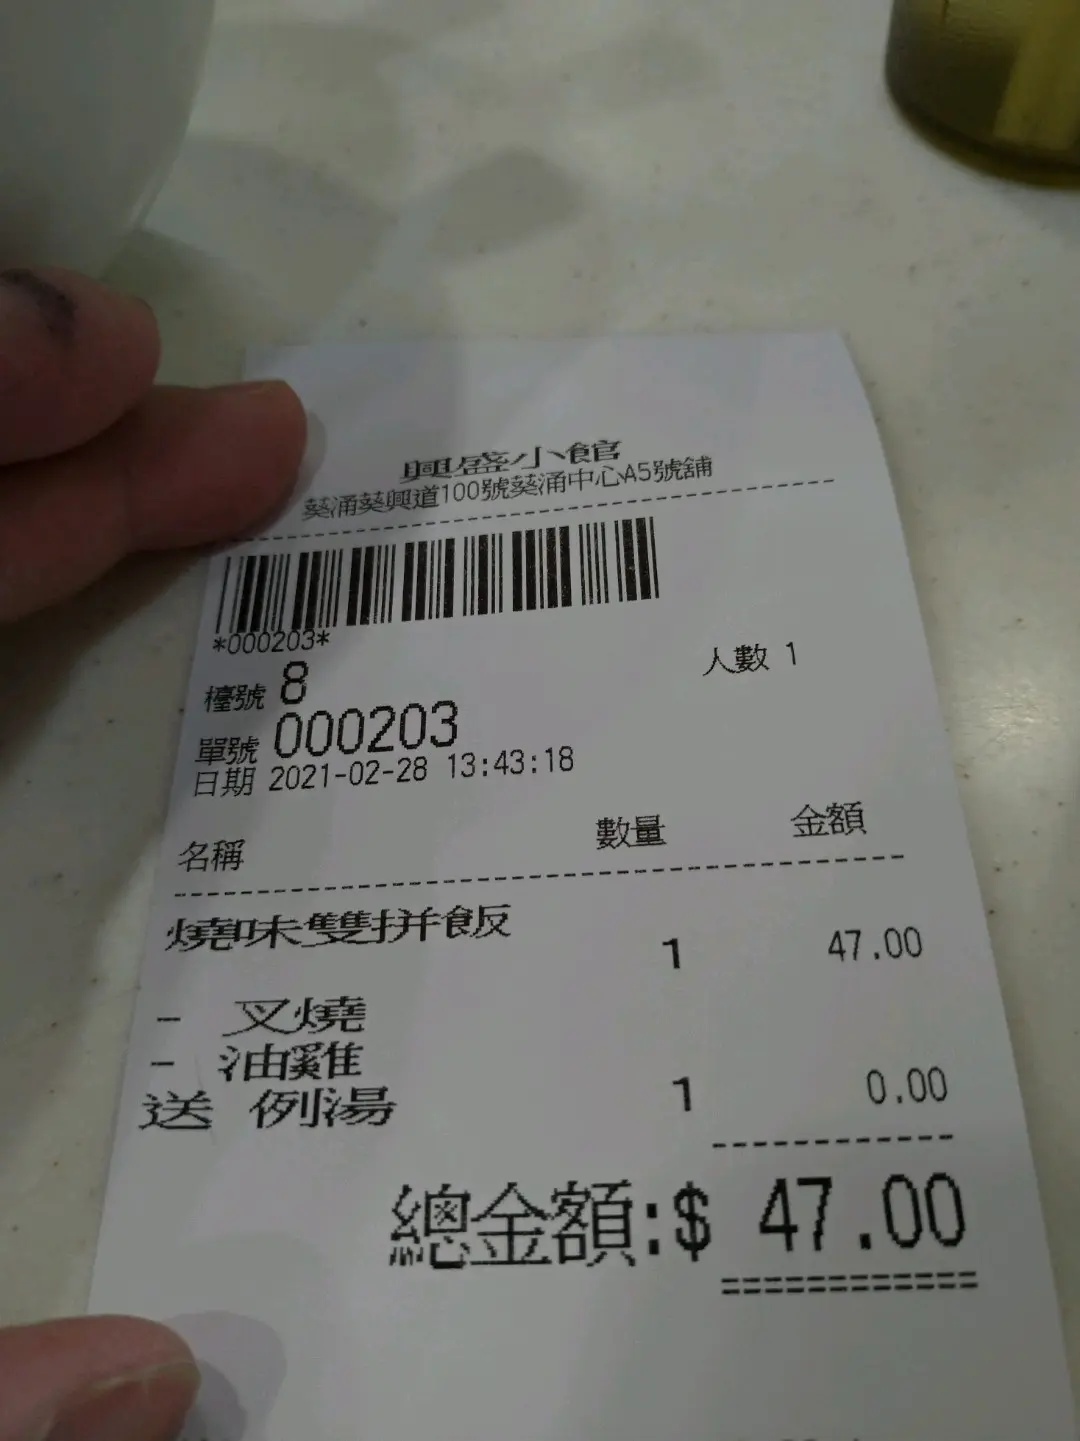 興盛小館
葵涌葵興道100號葵涌中心A5號舖
*000203*
檯號 8
人數 1
單號 000203
日期 2021-02-28 13:43:18
名稱 數量 金額
燒味雙拼飯 1 47.00
- 叉燒
- 油雞
送 例湯 1 0.00
總金額:$ 47.00